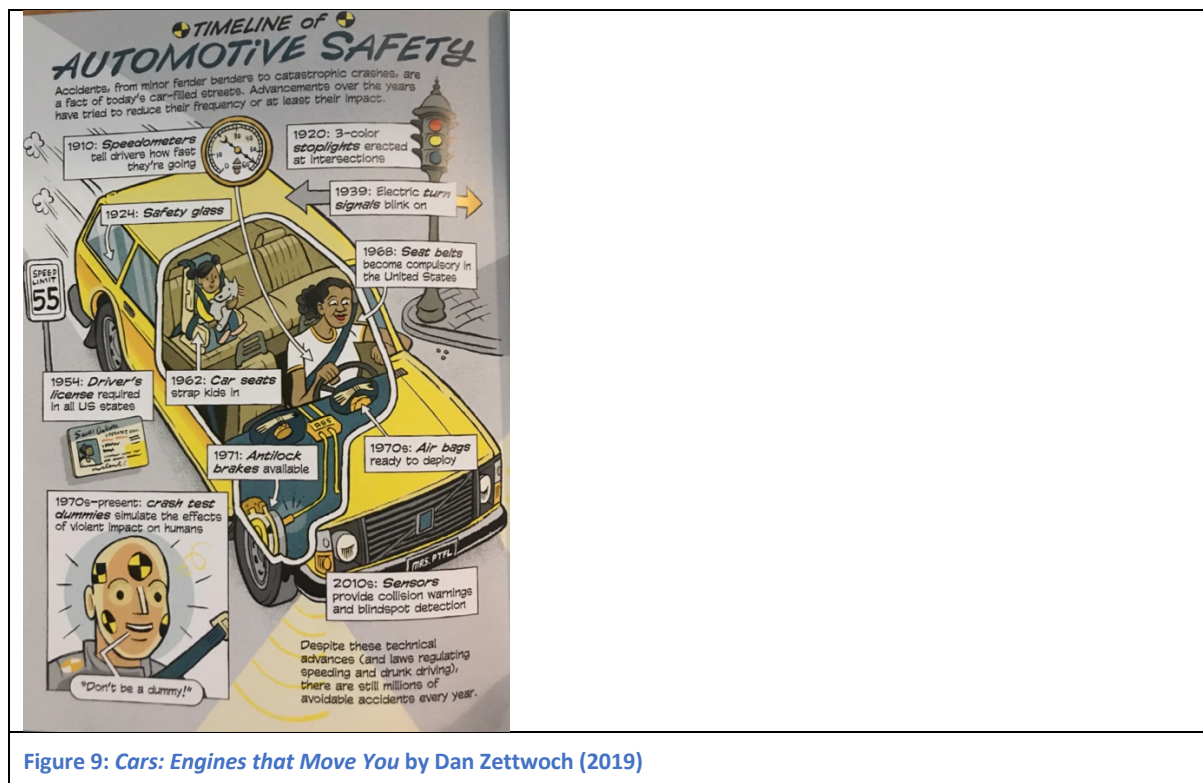 TIMELINE OF
AUTOMOTIVE SAFETY
Accidents, from minor fender benders to catastrophic crashes, are
a fact of today's car-filled streets. Advancements over the years
have tried to reduce their frequency or at least their impact.
1910: Speedometers
tell drivers how fast
they're going
1920: 3-color
stoplights erected
at intersections
1939: Electric turn
signals blink on
1924: Safety glass
1968: Seat belts
become compulsory in
the United States
SPEED
LIMIT
55
1954: Driver's
license required
in all US states
1962: Car seats
strap kids in
1971: Antilock
brakes available
1970s: Air bags
ready to deploy
1970s–present: crash test
dummies simulate the effects
of violent impact on humans
MRS. PTFL
2010s: Sensors
provide collision warnings
and blindspot detection
"Don't be a dummy!"
Despite these technical
advances (and laws regulating
speeding and drunk driving),
there are still millions of
avoidable accidents every year.
Figure 9: Cars: Engines that Move You by Dan Zettwoch (2019)